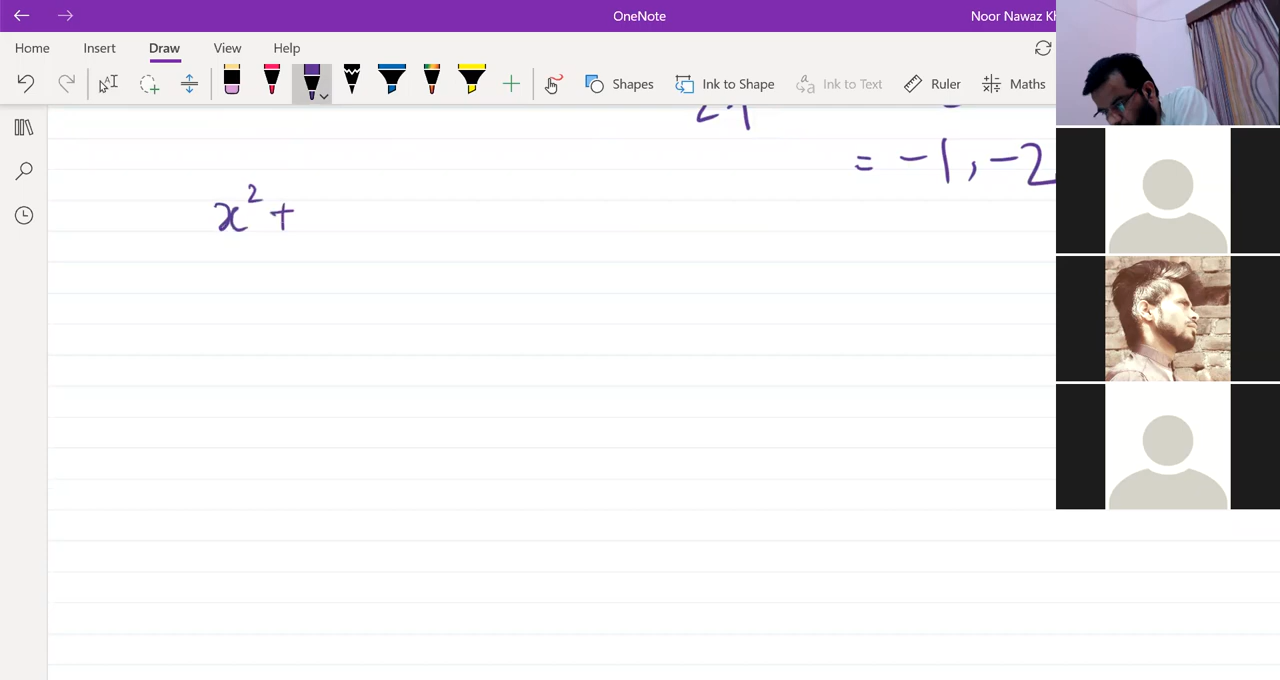 OneNote
Noor Nawaz Kh
Home Insert Draw View Help
Shapes Ink to Shape Ink to Text Ruler Maths
= -1, -2
x² +